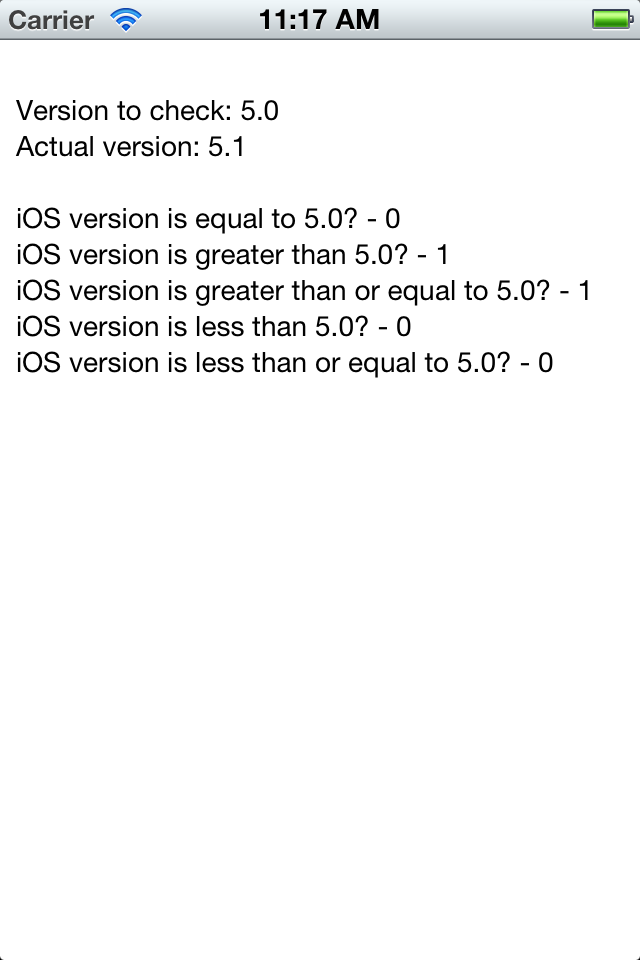 Carrier 11:17 AM
Version to check: 5.0
Actual version: 5.1
iOS version is equal to 5.0? - 0
iOS version is greater than 5.0? - 1
iOS version is greater than or equal to 5.0? - 1
iOS version is less than 5.0? - 0
iOS version is less than or equal to 5.0? - 0